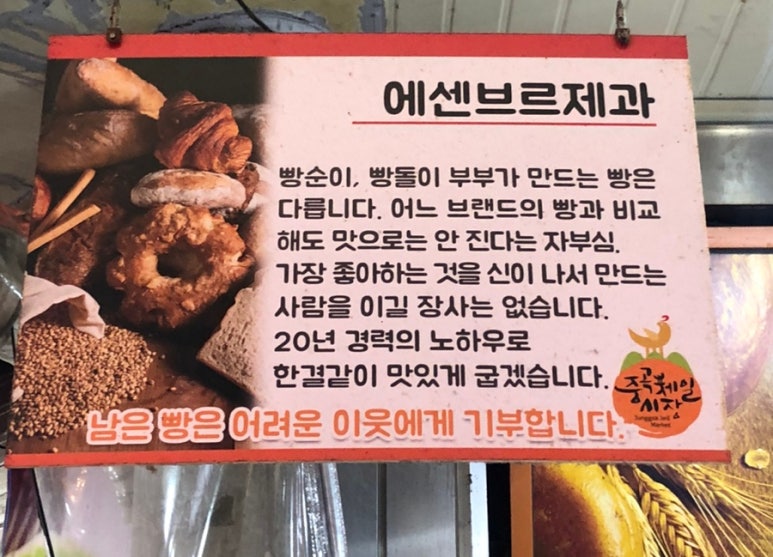 에센브르제과
빵순이, 빵돌이 부부가 만드는 빵은
다릅니다. 어느 브랜드의 빵과 비교
해도 맛으로는 안 진다는 자부심.
가장 좋아하는 것을 신이 나서 만드는
사람을 이길 장사는 없습니다.
20년 경력의 노하우로
한결같이 맛있게 굽겠습니다.
중곡제일
시장
Junggok Jeil
Market
남은 빵은 어려운 이웃에게 기부합니다.